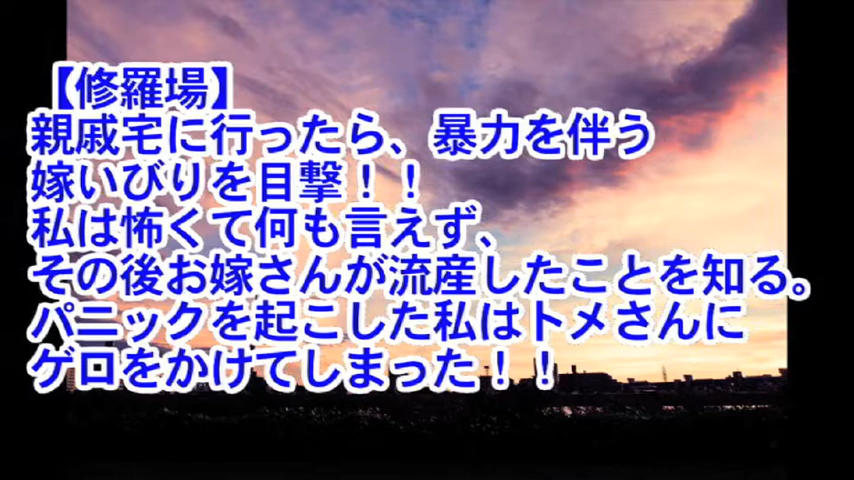 【修羅場】
親戚宅に行ったら、暴力を伴う
嫁いびりを目撃！！
私は怖くて何も言えず、
その後お嫁さんが流産したことを知る。
パニックを起こした私はトメさんに
ゲロをかけてしまった！！